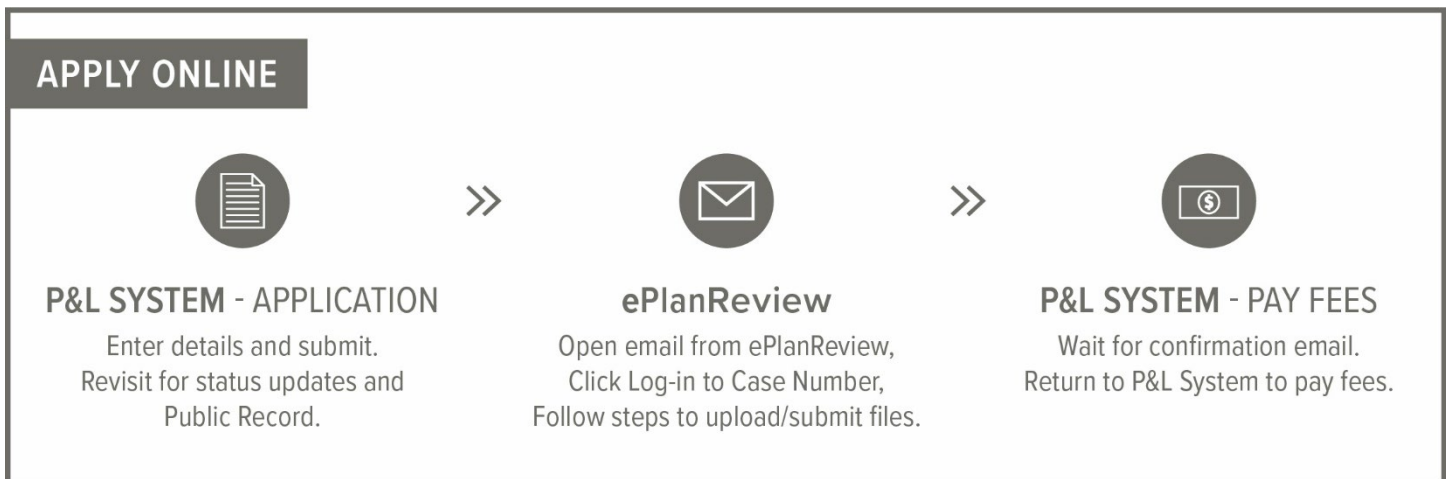 APPLY ONLINE
P&L SYSTEM - APPLICATION
Enter details and submit.
Revisit for status updates and
Public Record.
ePlanReview
Open email from ePlanReview,
Click Log-in to Case Number,
Follow steps to upload/submit files.
P&L SYSTEM - PAY FEES
Wait for confirmation email.
Return to P&L System to pay fees.